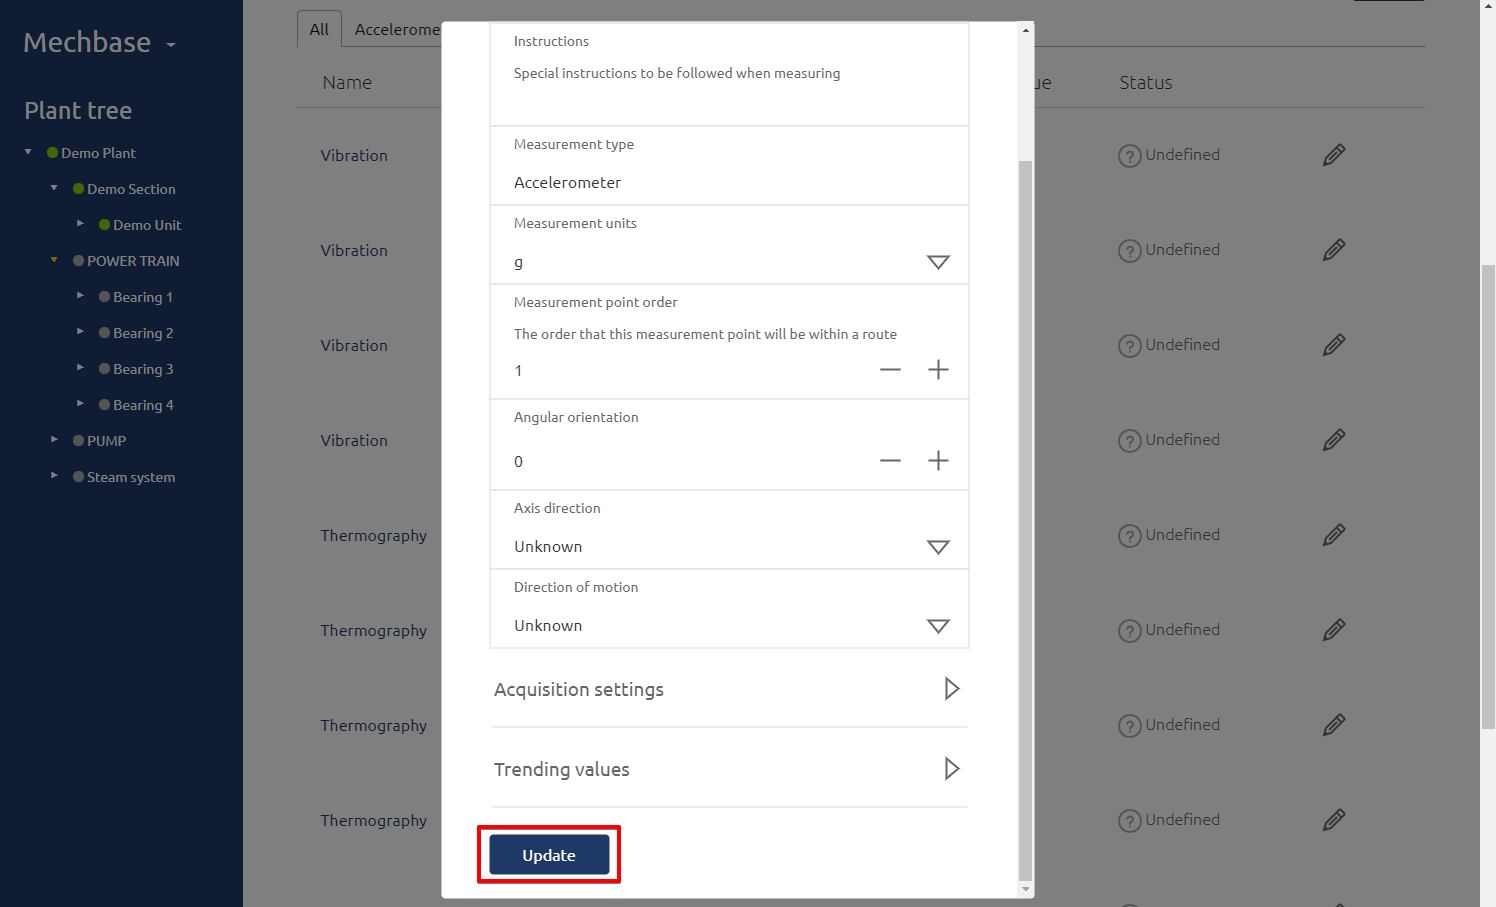 Mechbase
Plant tree
Demo Plant
Demo Section
Demo Unit
POWER TRAIN
Bearing 1
Bearing 2
Bearing 3
Bearing 4
PUMP
Steam system
All
Name
Status
Vibration
Undefined
Vibration
Undefined
Vibration
Undefined
Vibration
Undefined
Thermography
Undefined
Thermography
Undefined
Thermography
Undefined
Thermography
Undefined
Instructions
Special instructions to be followed when measuring
Measurement type
Accelerometer
Measurement units
g
Measurement point order
The order that this measurement point will be within a route
1
Angular orientation
0
Axis direction
Unknown
Direction of motion
Unknown
Acquisition settings
Trending values
Update